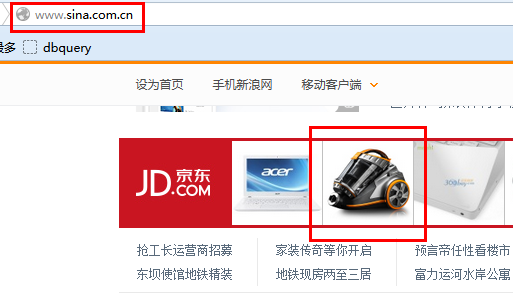 www.sina.com.cn
最多 dbquery
设为首页 手机新浪网 移动客户端
JD.京东
.COM
acer
抢工长运营商招募 家装传奇等你开启 预言帝任性看楼市
东坝使馆地铁精装 地铁现房两至三居 富力运河水岸公寓